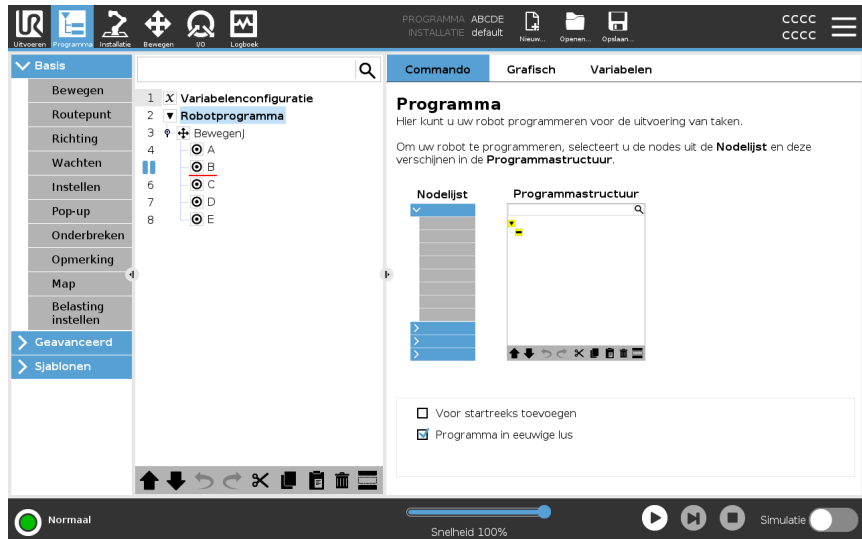 UR
PROGRAMMA ABCDE
INSTALLATIE default
CCCC
CCCC
Uitvoeren Programma Installatie Bewegen I/O Logboek Nieuw... Openen... Opslaan...
Basis
Bewegen
Routepunt
Richting
Wachten
Instellen
Pop-up
Onderbreken
Opmerking
Map
Belasting
instellen
Geavanceerd
Sjablonen
1 X Variabelenconfiguratie
2 Robotprogramma
3 BewegenJ
4 A
B
6 C
7 D
8 E
Commando Grafisch Variabelen
Programma
Hier kunt u uw robot programmeren voor de uitvoering van taken.
Om uw robot te programmeren, selecteert u de nodes uit de Nodelijst en deze
verschijnen in de Programmastructuur.
Nodelijst Programmastructuur
Voor startreeks toevoegen
Programma in eeuwige lus
Normaal
Snelheid 100%
Simulatie